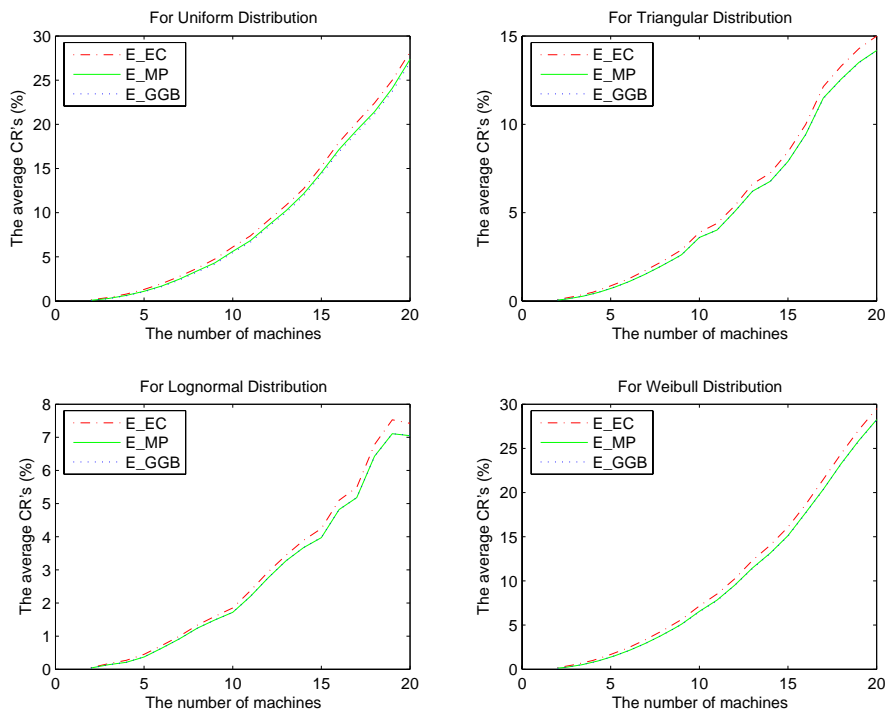 For Uniform Distribution
30
25
20
15
10
5
0
The average CR's (%)
E_EC
E_MP
E_GGB
0 5 10 15 20
The number of machines
For Triangular Distribution
15
10
5
0
The average CR's (%)
E_EC
E_MP
E_GGB
0 5 10 15 20
The number of machines
For Lognormal Distribution
8
7
6
5
4
3
2
1
0
The average CR's (%)
E_EC
E_MP
E_GGB
0 5 10 15 20
The number of machines
For Weibull Distribution
30
25
20
15
10
5
0
The average CR's (%)
E_EC
E_MP
E_GGB
0 5 10 15 20
The number of machines